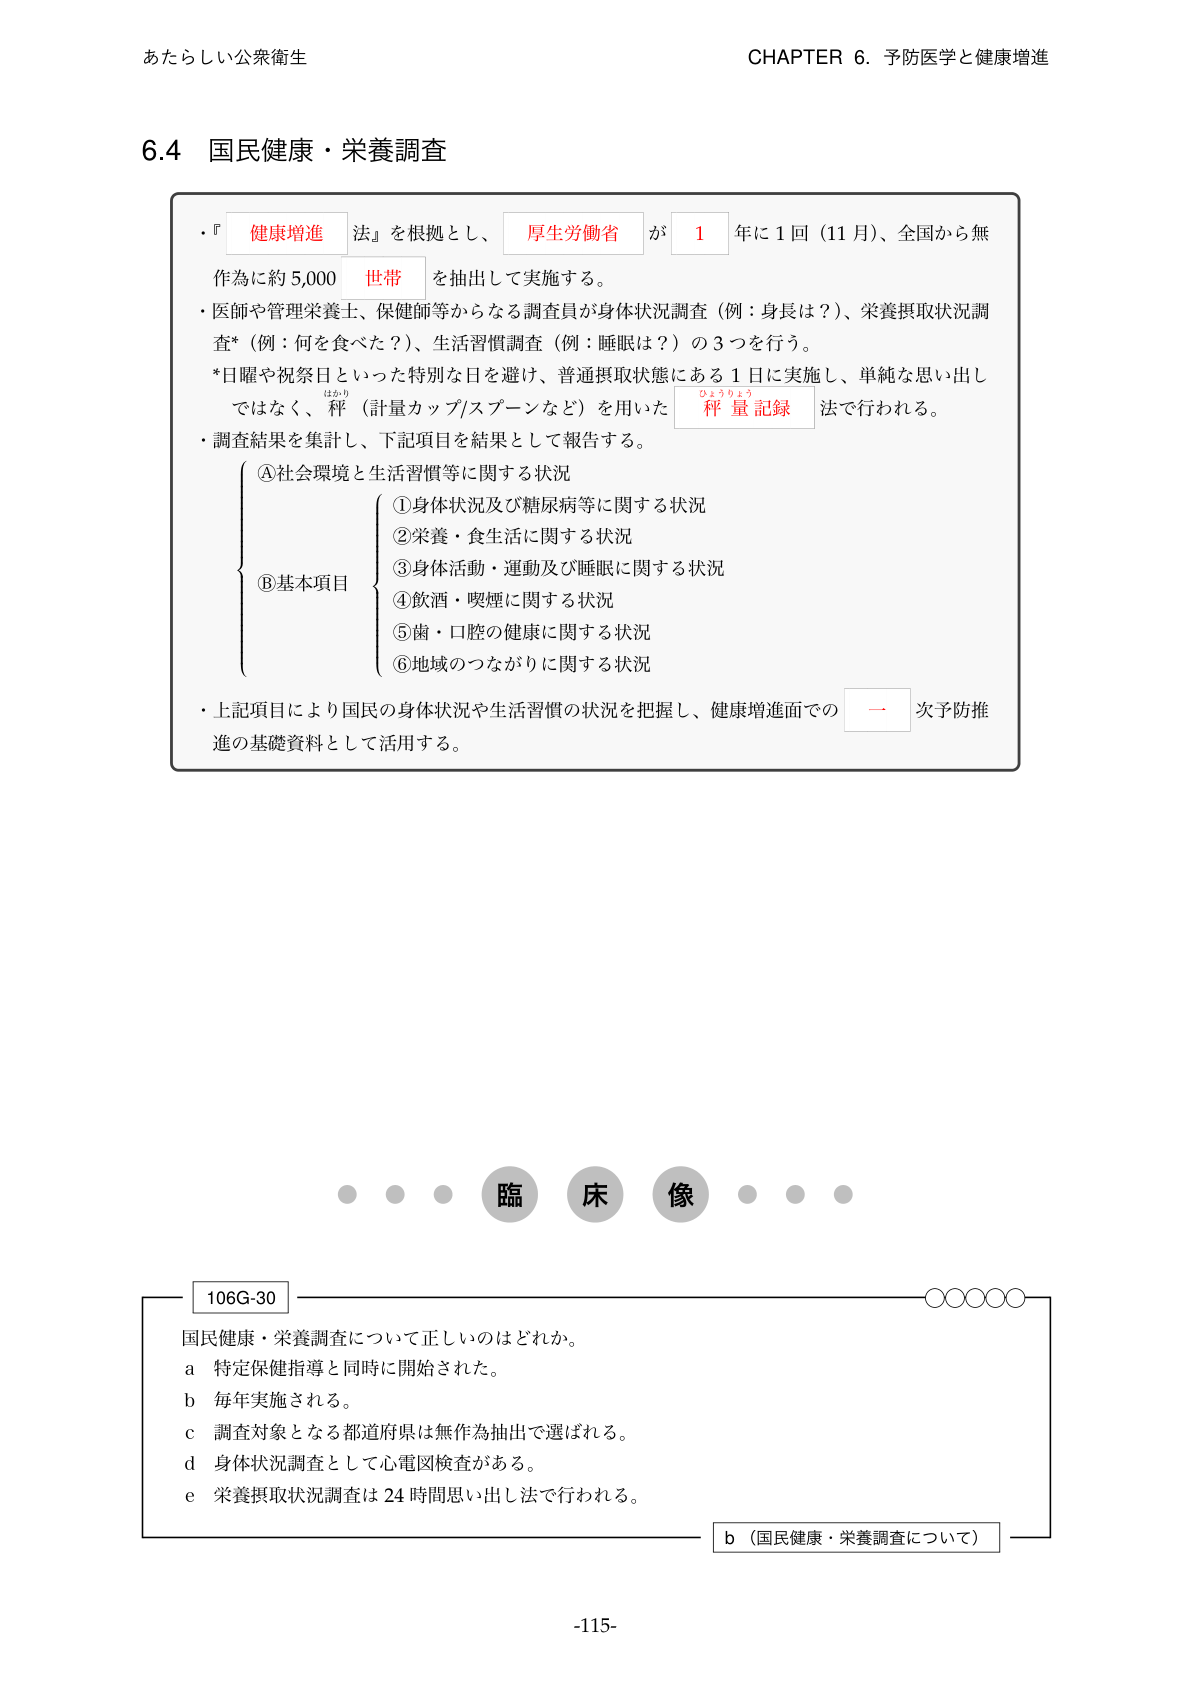 あたらしい公衆衛生 CHAPTER 6. 予防医学と健康増進
6.4 国民健康・栄養調査
・『 健康増進 法』を根拠とし、 厚生労働省 が 1 年に 1 回（11 月）、全国から無
作為に約 5,000 世帯 を抽出して実施する。
・医師や管理栄養士、保健師等からなる調査員が身体状況調査（例：身長は？）、栄養摂取状況調
査*（例：何を食べた？）、生活習慣調査（例：睡眠は？）の 3 つを行う。
*日曜や祝祭日といった特別な日を避け、普通摂取状態にある 1 日に実施し、単純な思い出し
はかり ひょうりょう
ではなく、秤（計量カップ/スプーンなど）を用いた 秤量記録 法で行われる。
・調査結果を集計し、下記項目を結果として報告する。
Ⓐ社会環境と生活習慣等に関する状況
Ⓑ基本項目
①身体状況及び糖尿病等に関する状況
②栄養・食生活に関する状況
③身体活動・運動及び睡眠に関する状況
④飲酒・喫煙に関する状況
⑤歯・口腔の健康に関する状況
⑥地域のつながりに関する状況
・上記項目により国民の身体状況や生活習慣の状況を把握し、健康増進面での 一 次予防推
進の基礎資料として活用する。
臨床像
106G-30
国民健康・栄養調査について正しいのはどれか。
a 特定保健指導と同時に開始された。
b 毎年実施される。
c 調査対象となる都道府県は無作為抽出で選ばれる。
d 身体状況調査として心電図検査がある。
e 栄養摂取状況調査は 24 時間思い出し法で行われる。
b （国民健康・栄養調査について）
-115-